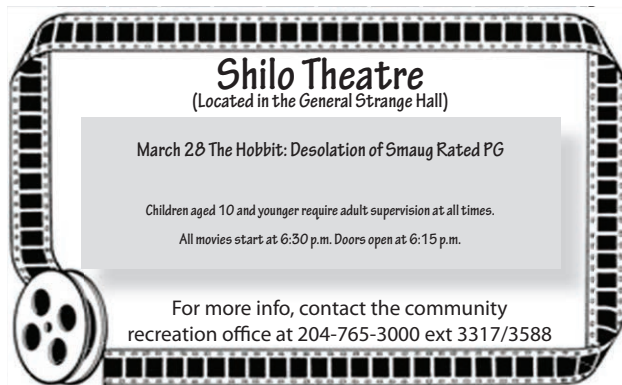 Shilo Theatre
(Located in the General Strange Hall)
March 28 The Hobbit: Desolation of Smaug Rated PG
Children aged 10 and younger require adult supervision at all times.
All movies start at 6:30 p.m. Doors open at 6:15 p.m.
For more info, contact the community
recreation office at 204-765-3000 ext 3317/3588